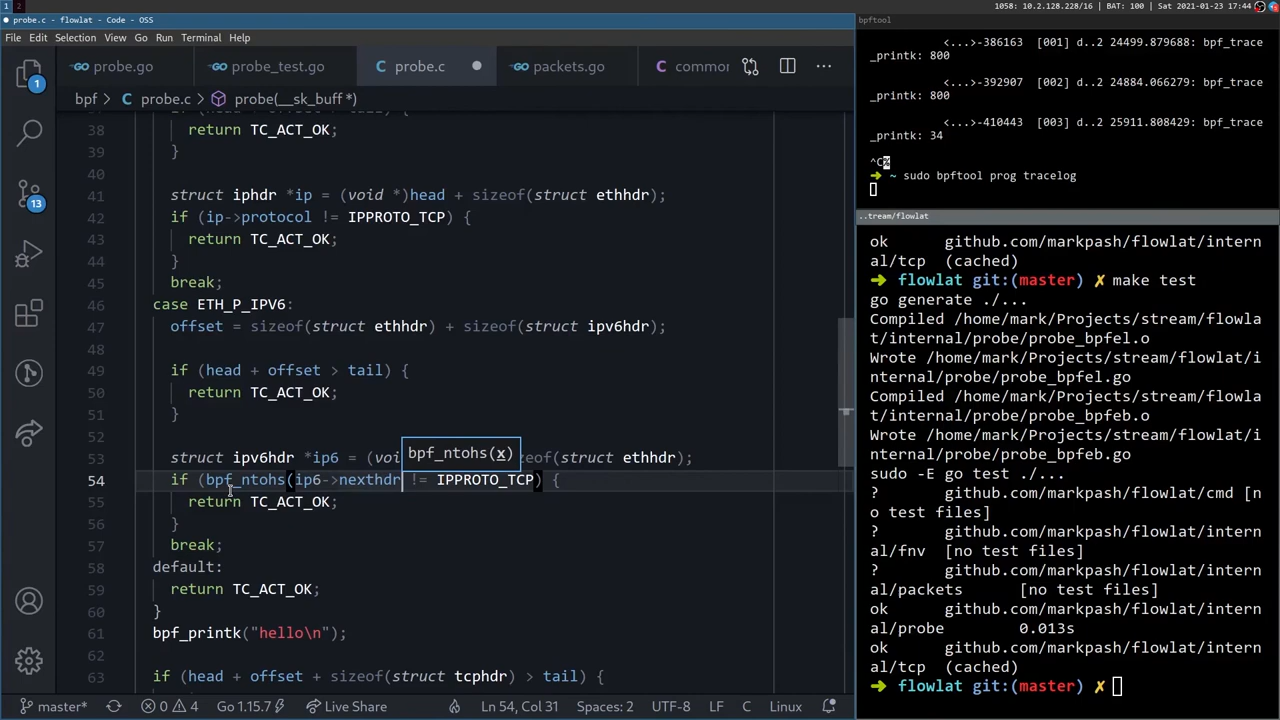 1 2
1058: 10.2.128.228/16 | BAT: 100 | Sat 2021-01-23 17:44
probe.c - flowlat - Code - OSS
File Edit Selection View Go Run Terminal Help
probe.go probe_test.go probe.c packets.go commor
bpf > C probe.c > probe(__sk_buff *)
38 return TC_ACT_OK;
39 }
40
41 struct iphdr *ip = (void *)head + sizeof(struct ethhdr);
42 if (ip->protocol != IPPROTO_TCP) {
43 return TC_ACT_OK;
44 }
45 break;
46 case ETH_P_IPV6:
47 offset = sizeof(struct ethhdr) + sizeof(struct ipv6hdr);
48
49 if (head + offset > tail) {
50 return TC_ACT_OK;
51 }
52
bpf_ntohs(x)
53 struct ipv6hdr *ip6 = (voi zeof(struct ethhdr);
54 if (bpf_ntohs(ip6->nexthdr != IPPROTO_TCP) {
55 return TC_ACT_OK;
56 }
57 break;
58 default:
59 return TC_ACT_OK;
60 }
61 bpf_printk("hello\n");
62
63 if (head + offset + sizeof(struct tcphdr) > tail) {
1
13
master* 0 4 Go 1.15.7 Live Share Ln 54, Col 31 Spaces: 2 UTF-8 LF C Linux
bpftool
<...>-386163 [001] d..2 24499.879688: bpf_trace
_printk: 800
<...>-392907 [002] d..2 24884.066279: bpf_trace
_printk: 800
<...>-410443 [003] d..2 25911.808429: bpf_trace
_printk: 34
^C%
➜ ~ sudo bpftool prog tracelog
..tream/flowlat
ok github.com/markpash/flowlat/intern
al/tcp (cached)
➜ flowlat git:(master) ✗ make test
go generate ./...
Compiled /home/mark/Projects/stream/flowla
t/internal/probe/probe_bpfel.o
Wrote /home/mark/Projects/stream/flowlat/i
nternal/probe/probe_bpfel.go
Compiled /home/mark/Projects/stream/flowla
t/internal/probe/probe_bpfeb.o
Wrote /home/mark/Projects/stream/flowlat/i
nternal/probe/probe_bpfeb.go
sudo -E go test ./...
? github.com/markpash/flowlat/cmd [n
o test files]
? github.com/markpash/flowlat/intern
al/fnv [no test files]
? github.com/markpash/flowlat/intern
al/packets [no test files]
ok github.com/markpash/flowlat/intern
al/probe 0.013s
ok github.com/markpash/flowlat/intern
al/tcp (cached)
➜ flowlat git:(master) ✗